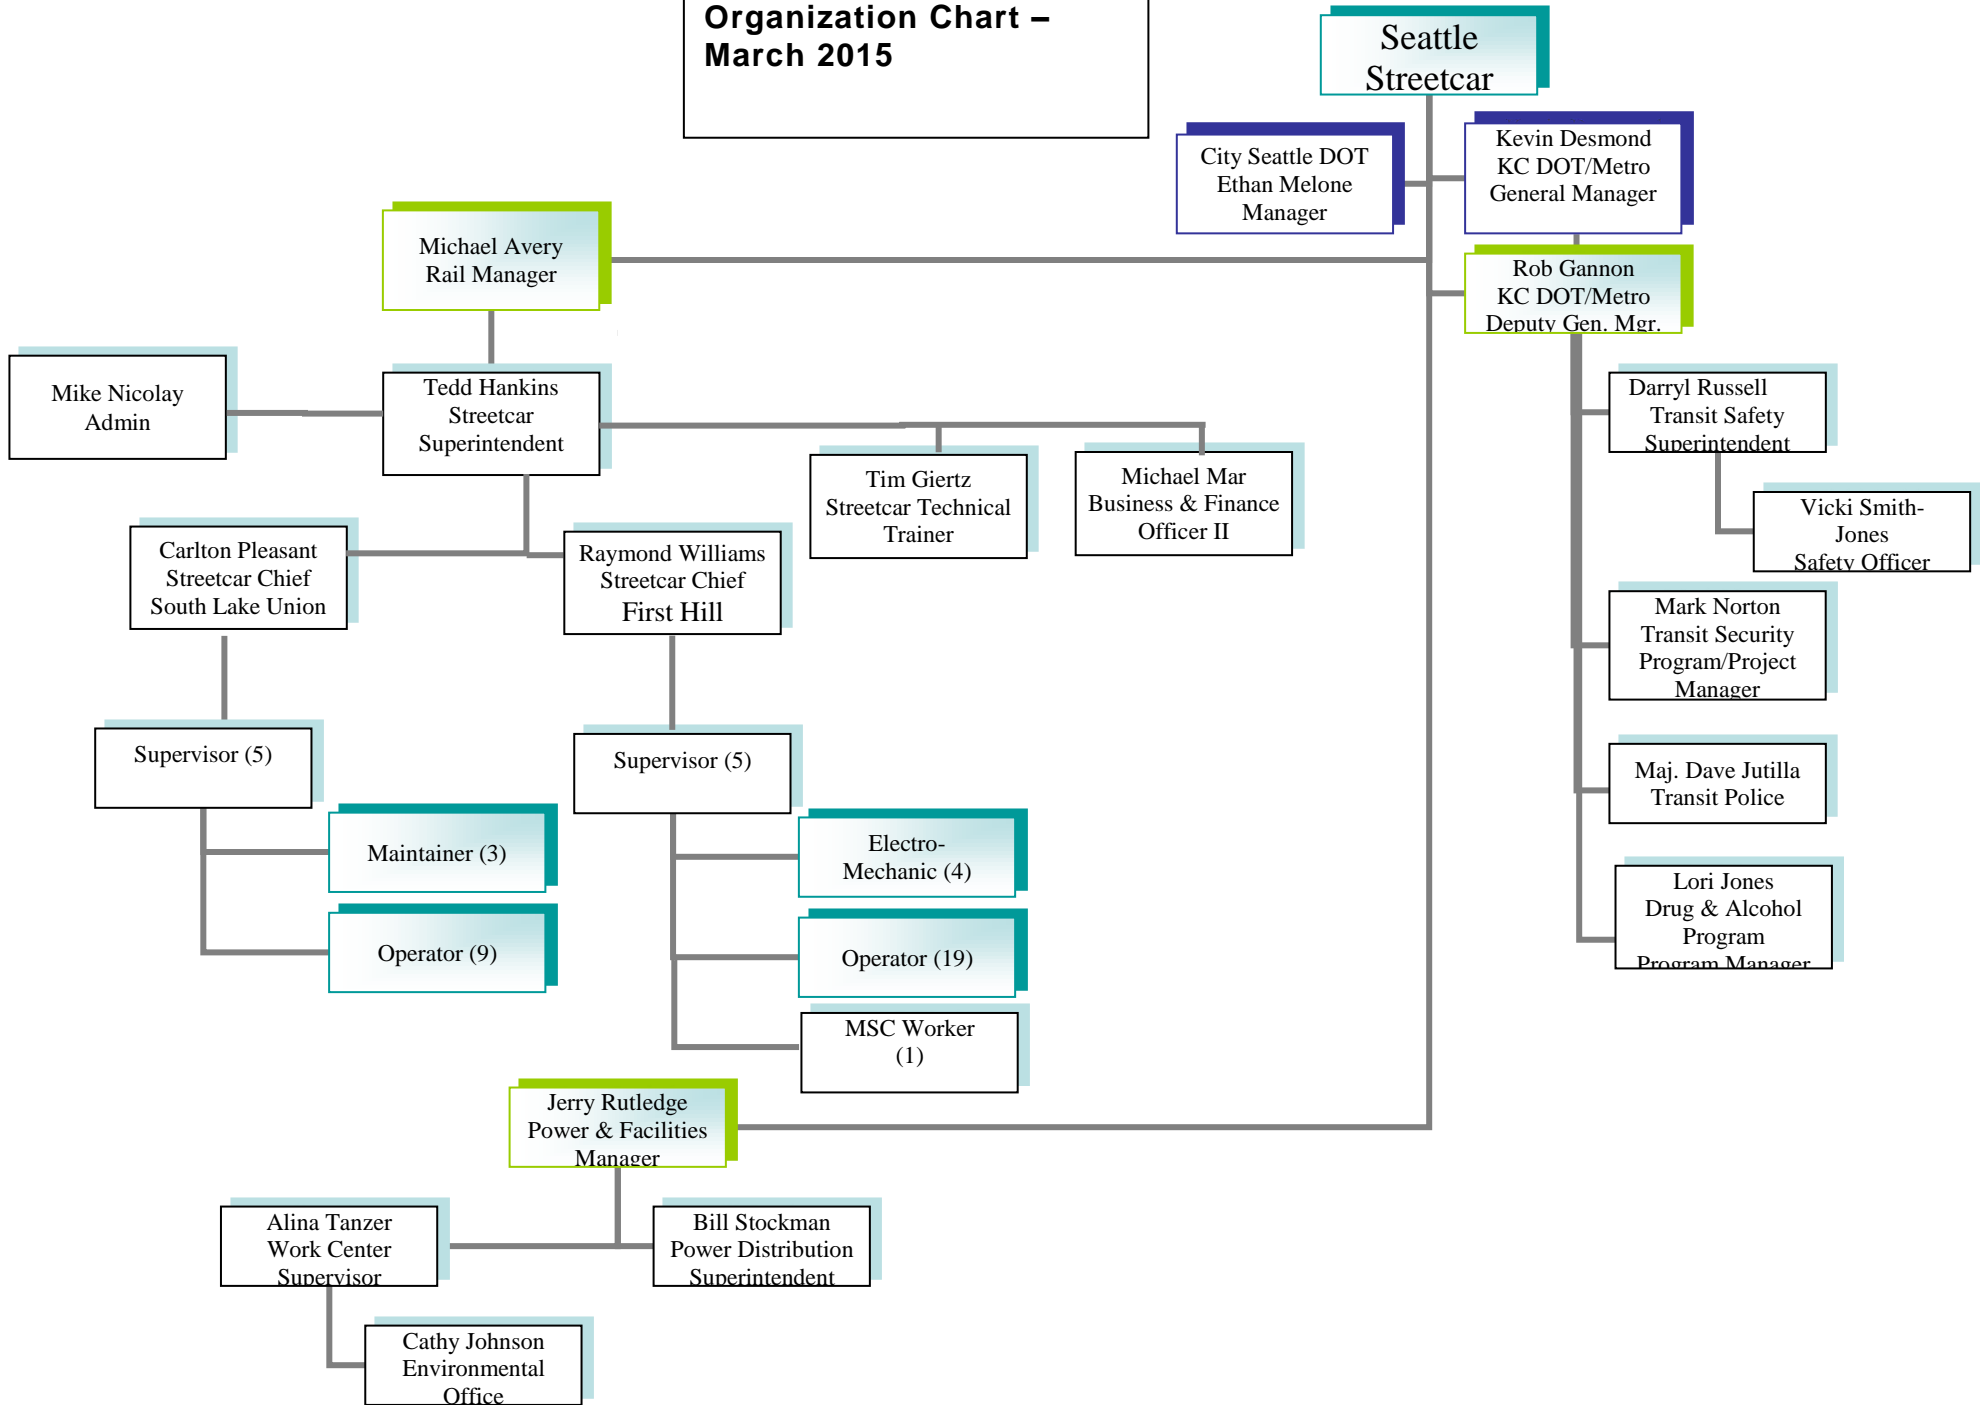 Organization Chart –
March 2015
Seattle
Streetcar
City Seattle DOT
Ethan Melone
Manager
Kevin Desmond
KC DOT/Metro
General Manager
Michael Avery
Rail Manager
Rob Gannon
KC DOT/Metro
Deputy Gen. Mgr.
Mike Nicolay
Admin
Tedd Hankins
Streetcar
Superintendent
Darryl Russell
Transit Safety
Superintendent
Tim Giertz
Streetcar Technical
Trainer
Michael Mar
Business & Finance
Officer II
Vicki Smith-
Jones
Safety Officer
Carlton Pleasant
Streetcar Chief
South Lake Union
Raymond Williams
Streetcar Chief
First Hill
Mark Norton
Transit Security
Program/Project
Manager
Supervisor (5)
Supervisor (5)
Maj. Dave Jutilla
Transit Police
Maintainer (3)
Electro-
Mechanic (4)
Lori Jones
Drug & Alcohol
Program
Program Manager
Operator (9)
Operator (19)
MSC Worker
(1)
Jerry Rutledge
Power & Facilities
Manager
Alina Tanzer
Work Center
Supervisor
Bill Stockman
Power Distribution
Superintendent
Cathy Johnson
Environmental
Office